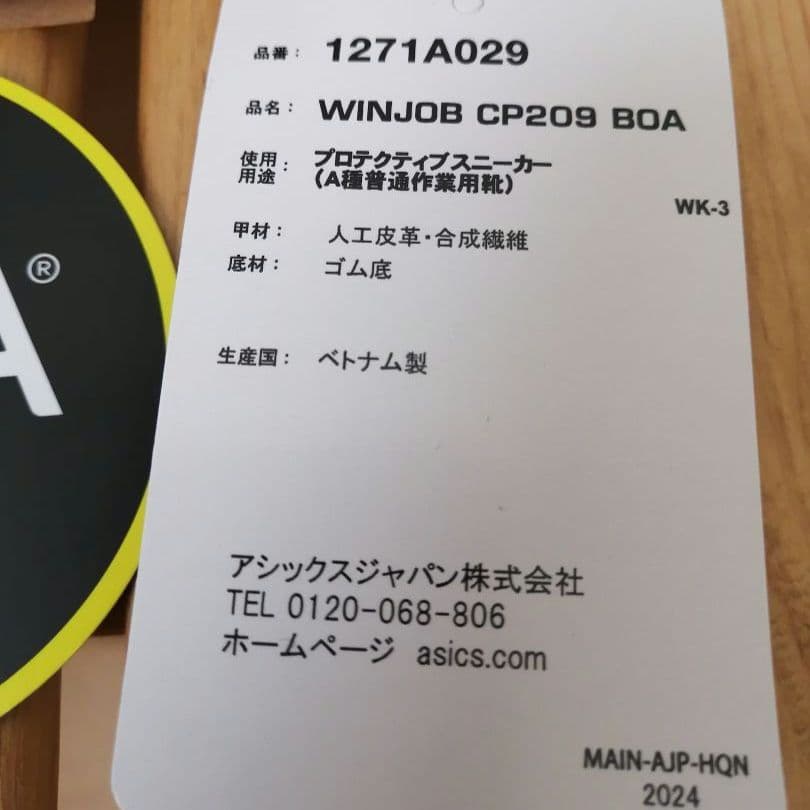 品番： 1271A029
品名： WINJOB CP209 BOA
使用用途： プロテクティブスニーカー
（A種普通作業用靴）
WK-3
甲材： 人工皮革・合成繊維
底材： ゴム底
生産国： ベトナム製
アシックスジャパン株式会社
TEL 0120-068-806
ホームページ asics.com
MAIN-AJP-HQN
2024
A®